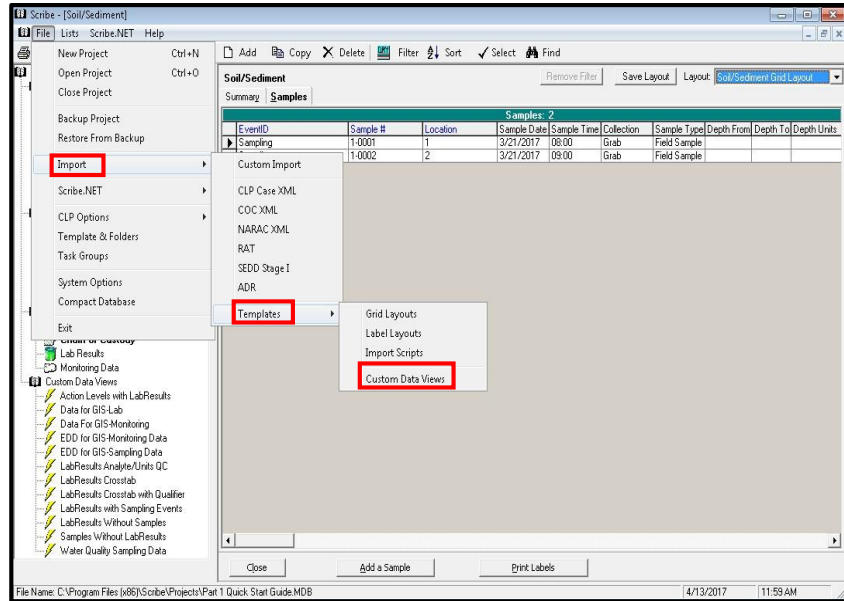 Scribe - [Soil/Sediment]
File Lists Scribe.NET Help
New Project Ctrl+N
Open Project Ctrl+O
Close Project
Backup Project
Restore From Backup
Import
Scribe.NET
CLP Options
Template & Folders
Task Groups
System Options
Compact Database
Exit
Custom Import
CLP Case XML
COC XML
NARAC XML
RAT
SEDD Stage I
ADR
Templates
Grid Layouts
Label Layouts
Import Scripts
Custom Data Views
Add Copy Delete Filter Sort Select Find
Soil/Sediment Remove Filter Save Layout Layout: Soil/Sediment Grid Layout
Summary Samples
Samples: 2
EventID Sample # Location Sample Date Sample Time Collection Sample Type Depth From Depth To Depth Units
Sampling 1-0001 1 3/21/2017 08:00 Grab Field Sample
1-0002 2 3/21/2017 09:00 Grab Field Sample
Chain of Custody
Lab Results
Monitoring Data
Custom Data Views
Action Levels with LabResults
Data for GIS-Lab
Data For GIS-Monitoring
EDD for GIS-Monitoring Data
EDD for GIS-Sampling Data
LabResults Analyte/Units QC
LabResults Crosstab
LabResults Crosstab with Qualifier
LabResults with Sampling Events
LabResults Without Samples
Samples Without LabResults
Water Quality Sampling Data
Close Add a Sample Print Labels
File Name: C:\Program Files (x86)\Scribe\Projects\Part 1 Quick Start Guide.MDB 4/13/2017 11:59 AM